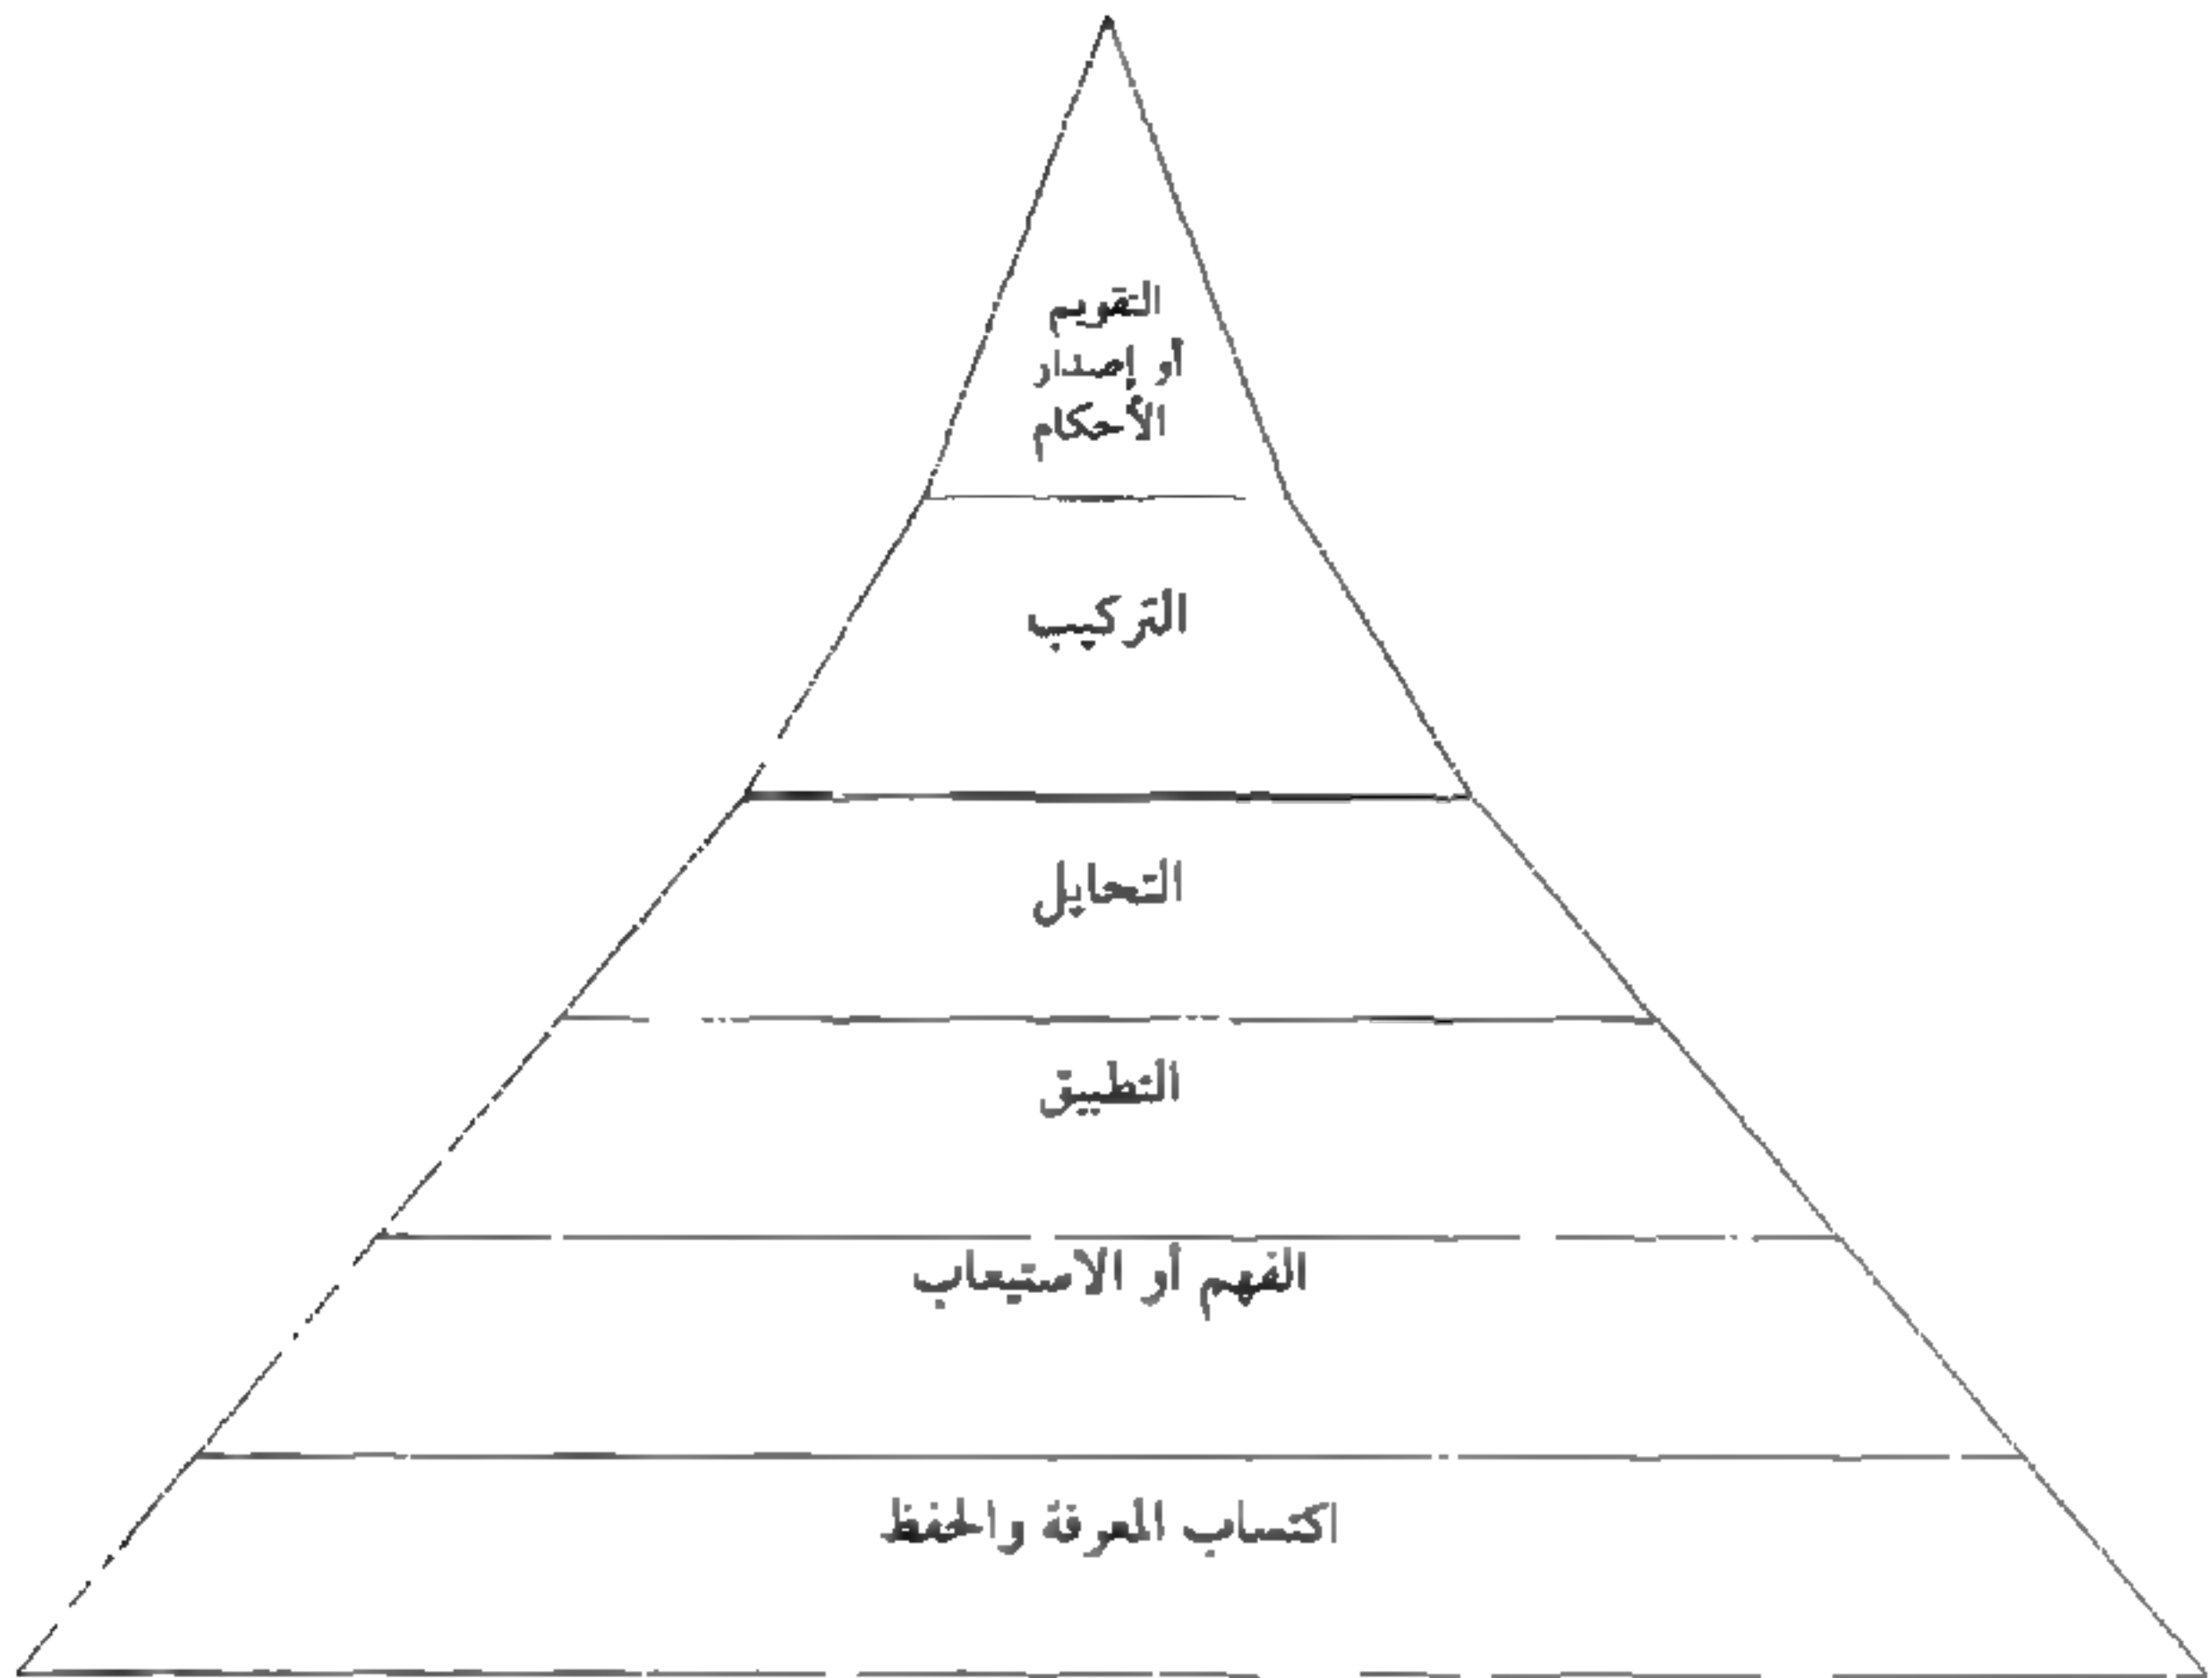 التقويم
أو إصدار
الأحكام
التركيب
التحليل
التطبيق
الفهم أو الاستيعاب
اكتساب المعرفة والحفظ